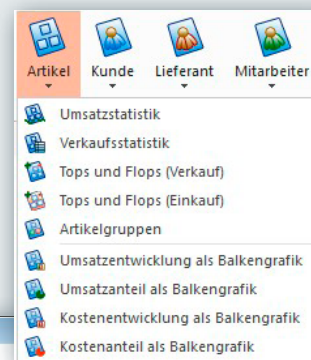 Artikel Kunde Lieferant Mitarbeiter
Umsatzstatistik
Verkaufsstatistik
Tops und Flops (Verkauf)
Tops und Flops (Einkauf)
Artikelgruppen
Umsatzentwicklung als Balkengrafik
Umsatzanteil als Balkengrafik
Kostenentwicklung als Balkengrafik
Kostenanteil als Balkengrafik